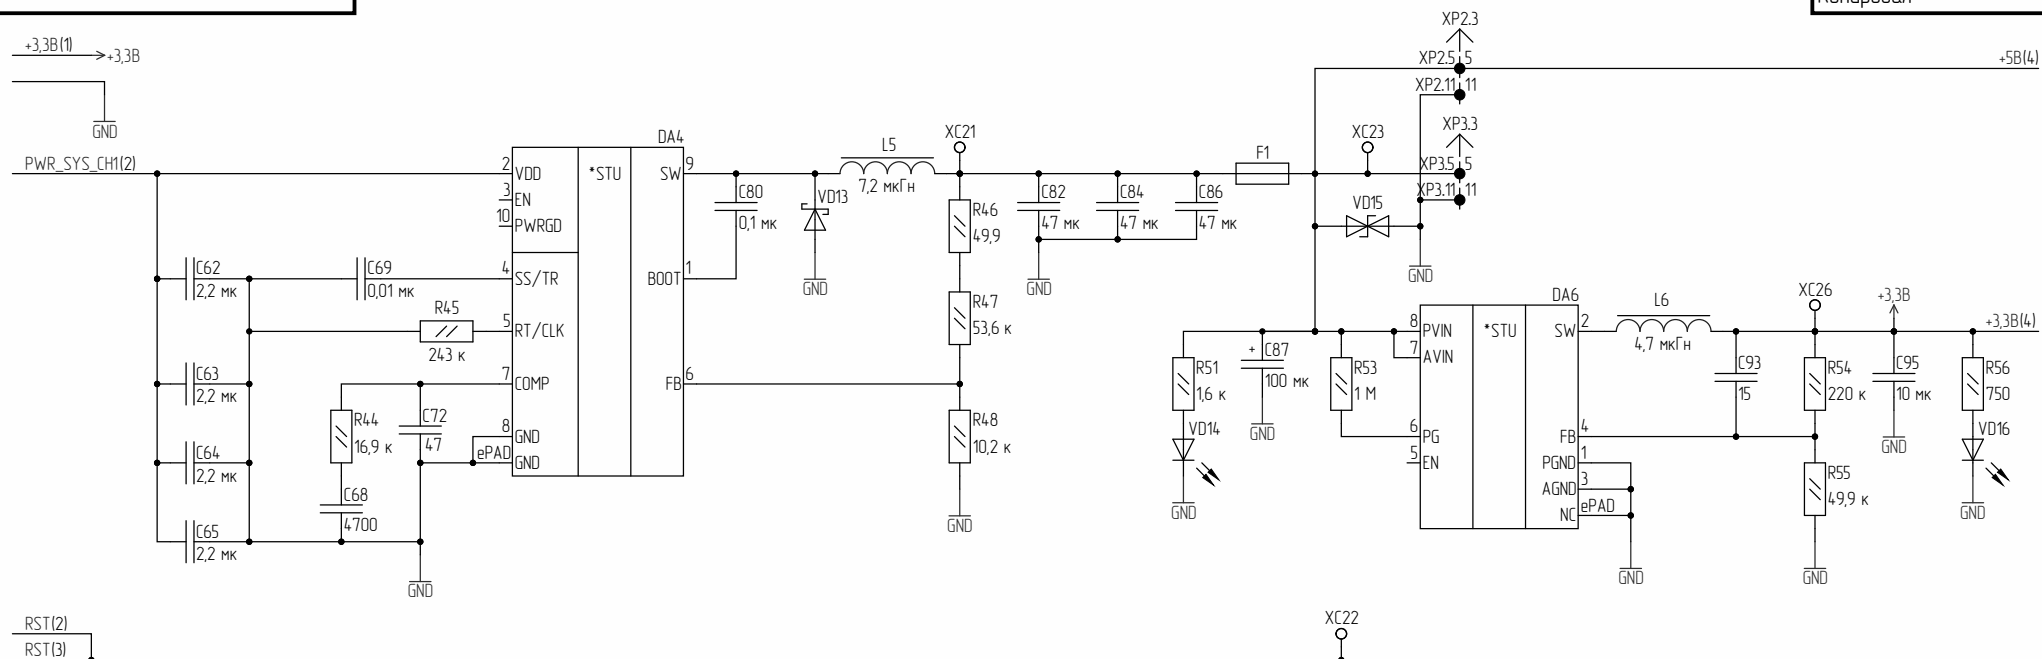 Копировал
+3,3В(1)
+3,3В
GND
PWR_SYS_CH1(2)
C62
2,2 мк
C63
2,2 мк
C64
2,2 мк
C65
2,2 мк
C69
0,01 мк
R45
243 к
R44
16,9 к
C72
47
C68
4700
GND
DA4
*STU
2 VDD
3 EN
10 PWRGD
4 SS/TR
5 RT/CLK
7 COMP
8 GND
ePAD GND
SW 9
BOOT 1
FB 6
C80
0,1 мк
VD13
GND
L5
7,2 мкГн
XC21
R46
49,9
R47
53,6 к
R48
10,2 к
GND
C82
47 мк
C84
47 мк
C86
47 мк
GND
F1
XC23
XP2.3
XP2.5 5
XP2.11 11
XP3.3
XP3.5 5
XP3.11 11
+5В(4)
VD15
GND
R51
1,6 к
VD14
GND
+ C87
100 мк
GND
R53
1 М
DA6
*STU
8 PVIN
7 AVIN
6 PG
5 EN
SW 2
FB 4
PGND 1
AGND 3
NC ePAD
GND
L6
4,7 мкГн
C93
15
XC26
R54
220 к
R55
49,9 к
GND
+3,3В
C95
10 мк
GND
+3,3В(4)
R56
750
VD16
GND
RST(2)
RST(3)
XC22